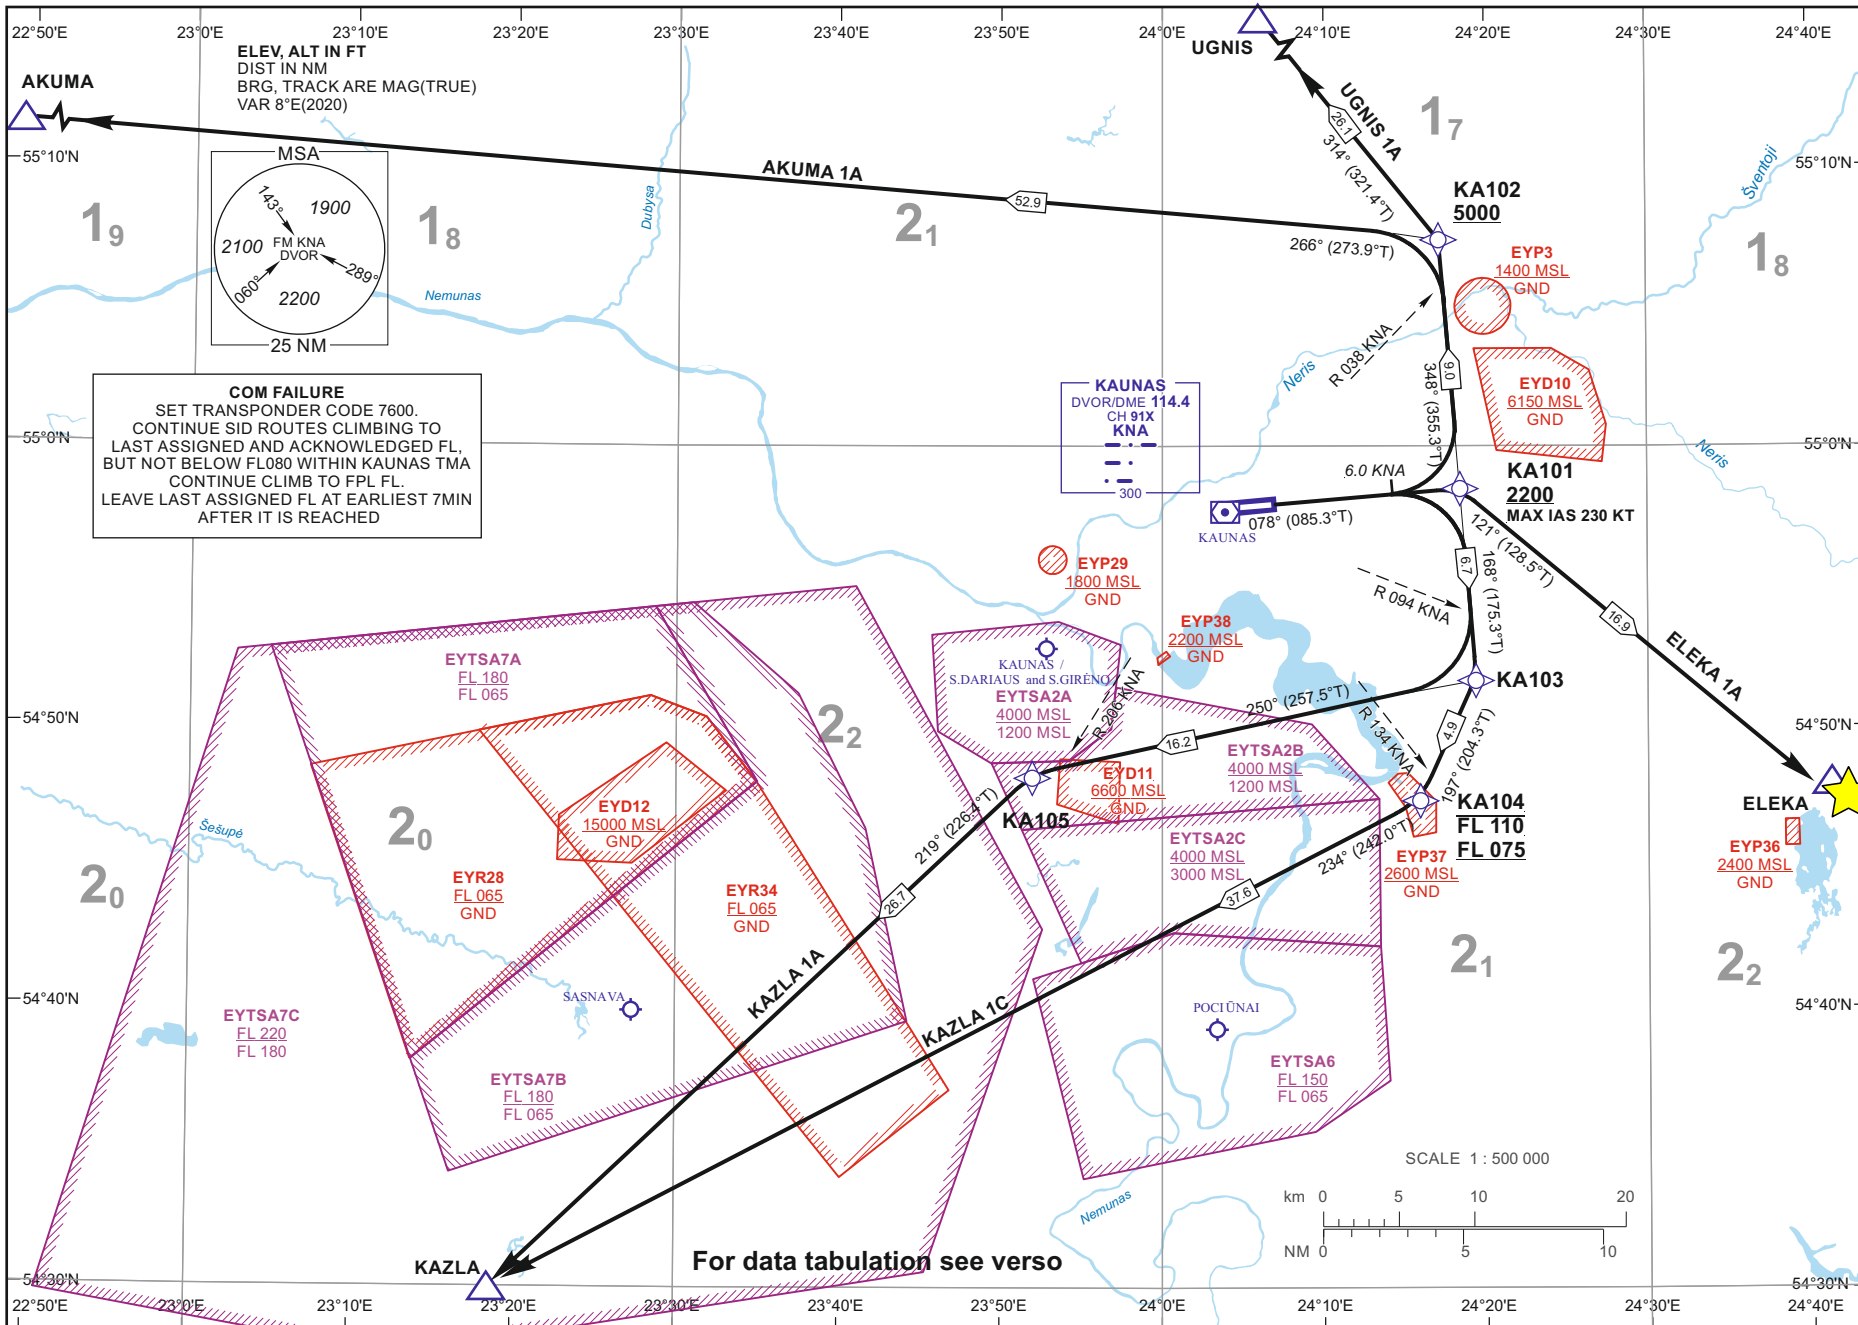 22°50'E
23°0'E
23°10'E
23°20'E
23°30'E
23°40'E
23°50'E
24°0'E
24°10'E
24°20'E
24°30'E
24°40'E
ELEV, ALT IN FT
DIST IN NM
BRG, TRACK ARE MAG(TRUE)
VAR 8°E(2020)
AKUMA
UGNIS
UGNIS 1A
26.1
314° (321.4°T)
1₇
55°10'N
55°10'N
Šventoji
MSA
143°
1900
2100
FM KNA
DVOR
060°
289°
2200
25 NM
1₉
1₈
Dubysa
AKUMA 1A
52.9
2₁
266° (273.9°T)
KA102
5000
1₈
EYP3
1400 MSL
GND
Nemunas
R 038 KNA
Neris
9.0
348° (355.3°T)
EYD10
6150 MSL
GND
COM FAILURE
SET TRANSPONDER CODE 7600.
CONTINUE SID ROUTES CLIMBING TO
LAST ASSIGNED AND ACKNOWLEDGED FL,
BUT NOT BELOW FL080 WITHIN KAUNAS TMA
CONTINUE CLIMB TO FPL FL.
LEAVE LAST ASSIGNED FL AT EARLIEST 7MIN
AFTER IT IS REACHED
KAUNAS
DVOR/DME 114.4
CH 91X
KNA
300
55°0'N
55°0'N
Neris
6.0 KNA
KA101
2200
MAX IAS 230 KT
078° (085.3°T)
KAUNAS
121° (128.5°T)
EYP29
1800 MSL
GND
6.7
168° (175.3°T)
R 094 KNA
16.9
ELEKA 1A
EYP38
2200 MSL
GND
EYTSA7A
FL 180
FL 065
KAUNAS /
S.DARIAUS and S.GIRĖNO
EYTSA2A
4000 MSL
1200 MSL
R 206 KNA
250° (257.5°T)
KA103
R 134 KNA
4.9
197° (204.3°T)
54°50'N
54°50'N
2₂
16.2
EYTSA2B
4000 MSL
1200 MSL
EYD11
6600 MSL
GND
KA105
KA104
FL 110
FL 075
ELEKA
EYD12
15000 MSL
GND
Šešupė
2₀
219° (226.4°T)
EYTSA2C
4000 MSL
3000 MSL
234° (242.0°T)
EYP37
2600 MSL
GND
EYP36
2400 MSL
GND
2₀
EYR28
FL 065
GND
EYR34
FL 065
GND
26.7
37.6
2₁
2₂
KAZLA 1A
KAZLA 1C
54°40'N
54°40'N
SASNAVA
POCIŪNAI
EYTSA7C
FL 220
FL 180
EYTSA7B
FL 180
FL 065
EYTSA6
FL 150
FL 065
SCALE 1 : 500 000
km 0 5 10 20
NM 0 5 10
Nemunas
KAZLA
For data tabulation see verso
54°30'N
54°30'N
22°50'E
23°0'E
23°10'E
23°20'E
23°30'E
23°40'E
23°50'E
24°0'E
24°10'E
24°20'E
24°30'E
24°40'E